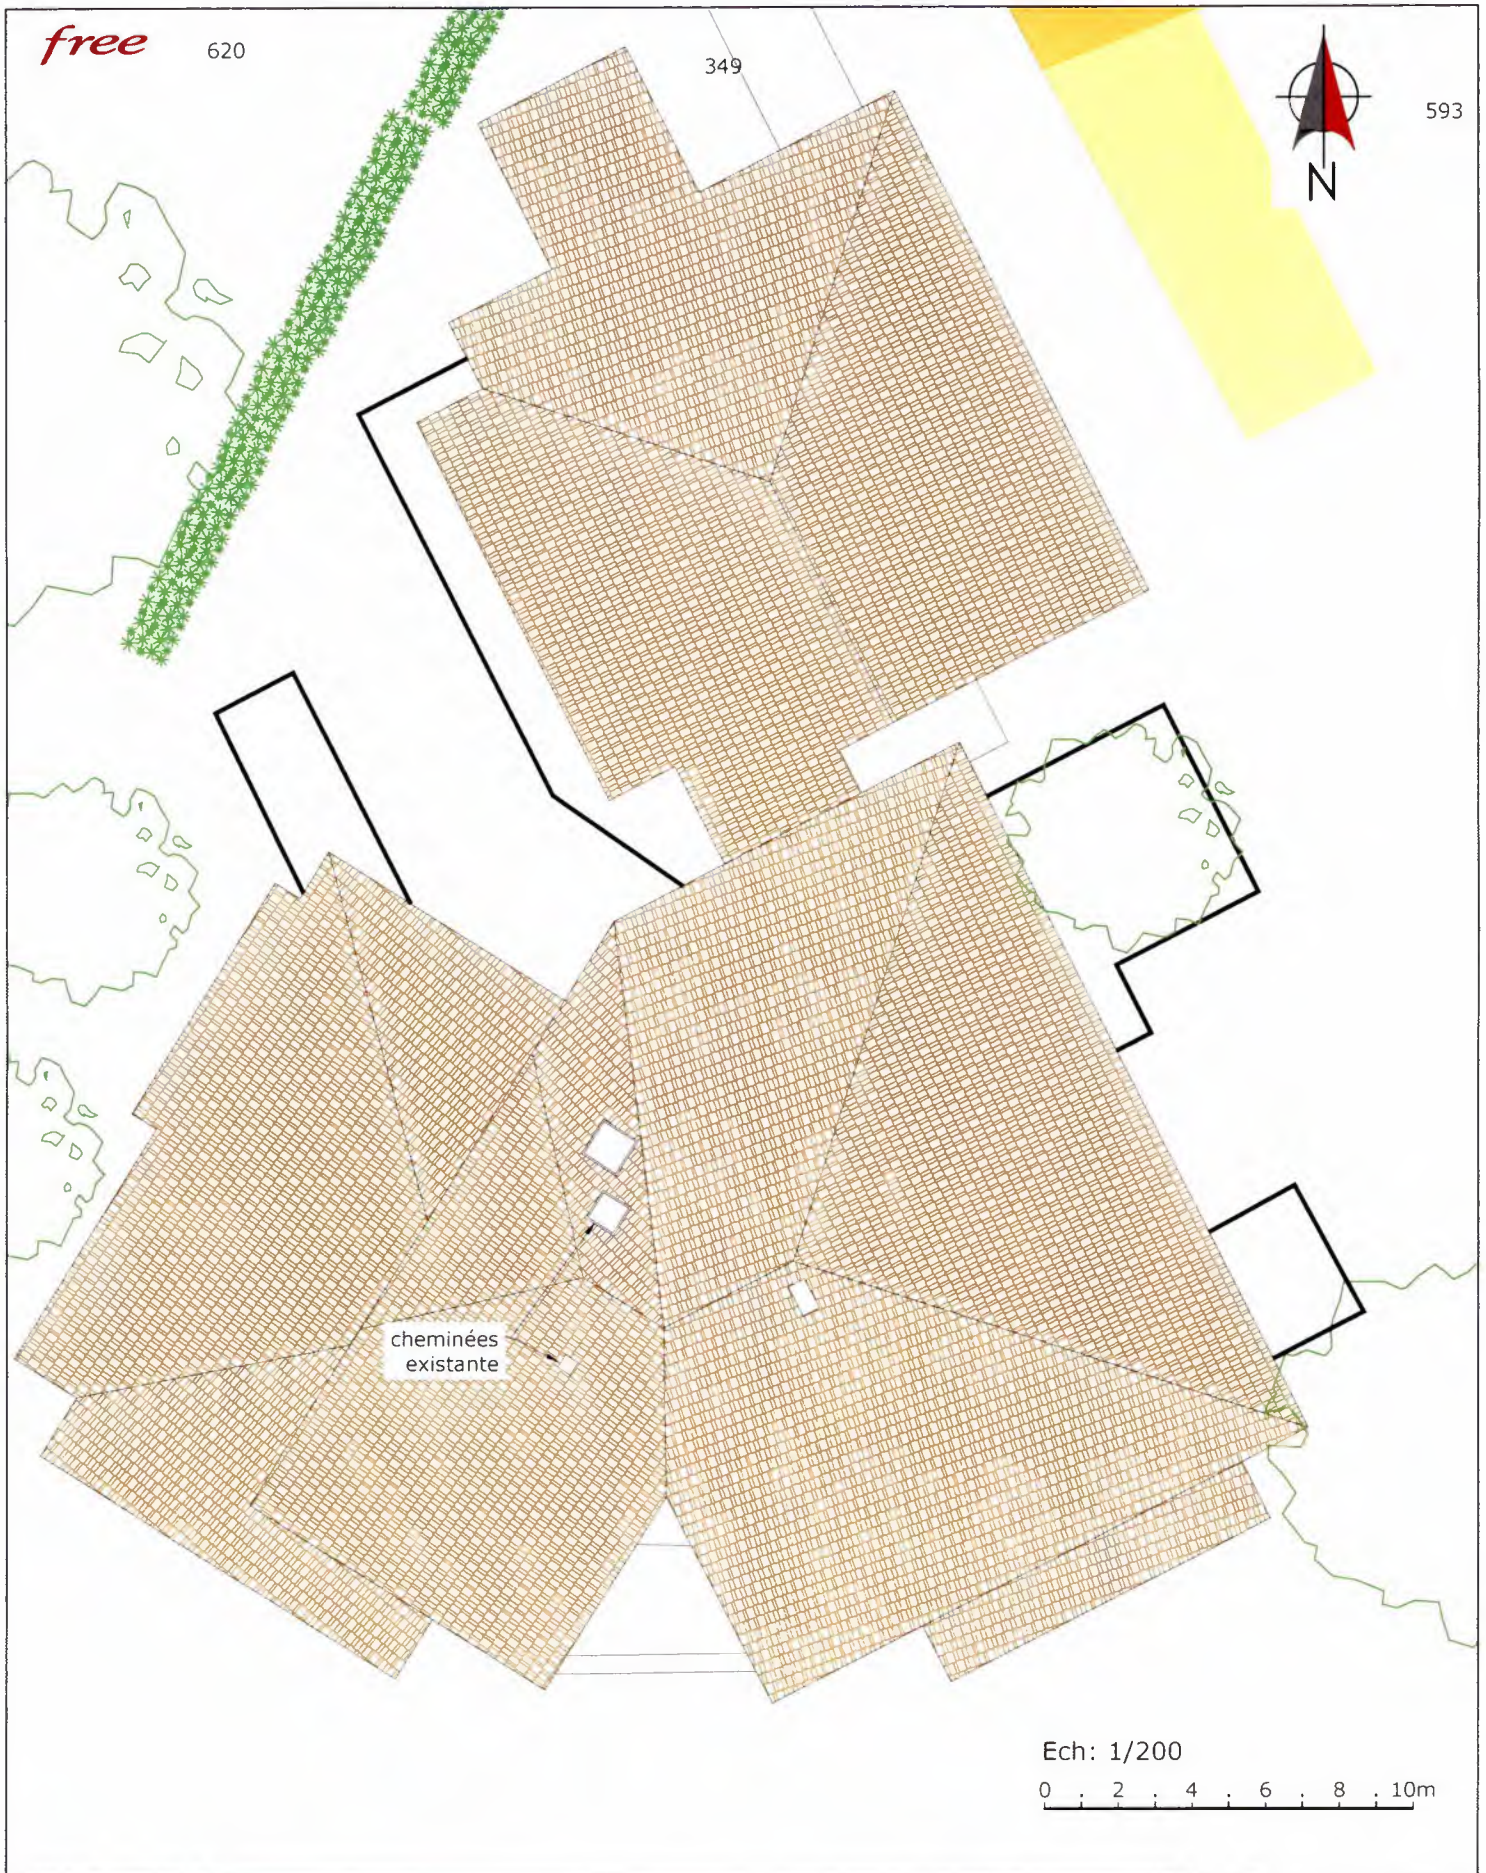 free
620
349
593
N
cheminées
existante
Ech: 1/200
0 . 2 . 4 . 6 . 8 . 10m